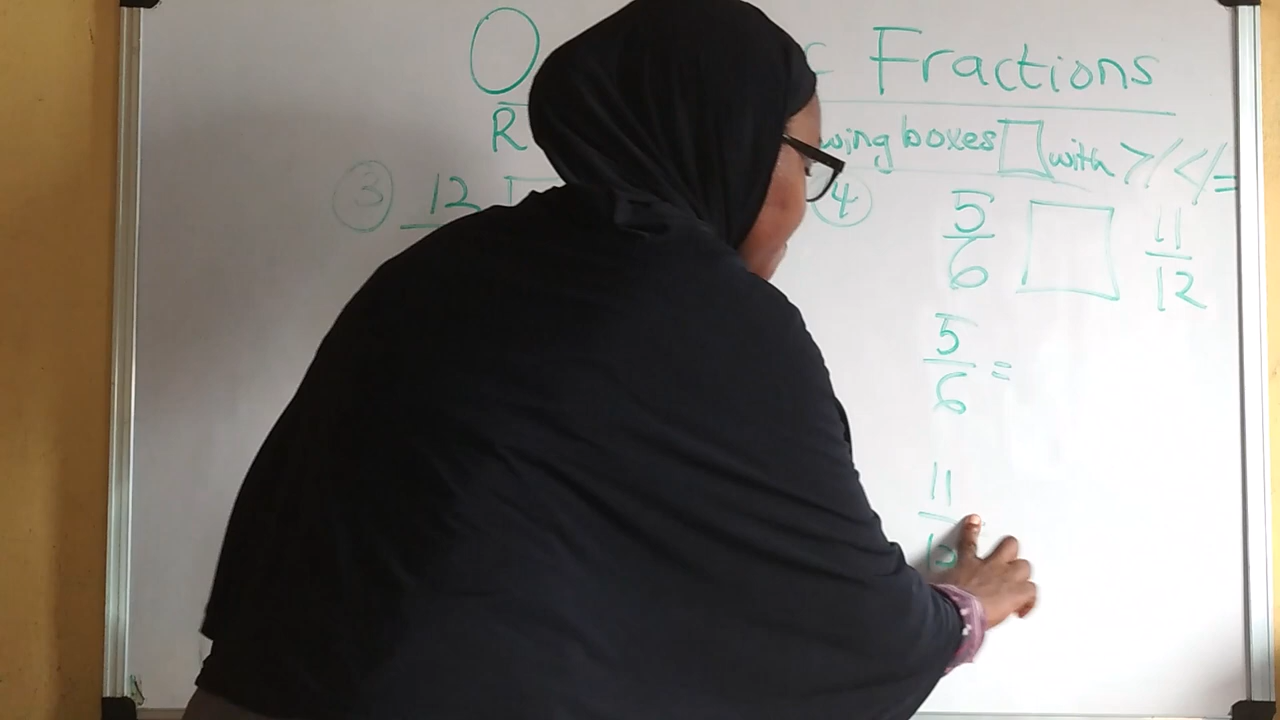 Fractions
wing boxes □ with >/</=
③ 12
④ 5/6 □ 11/12
5/6 =
11